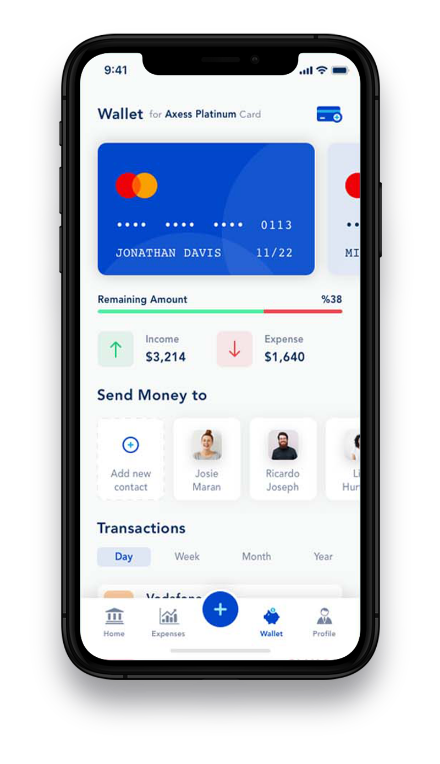 9:41
Wallet for Axess Platinum Card
•••• •••• •••• 0113
JONATHAN DAVIS 11/22
MI
Remaining Amount %38
Income
$3,214
Expense
$1,640
Send Money to
Add new
contact
Josie
Maran
Ricardo
Joseph
Li
Hun
Transactions
Day Week Month Year
Vodafone
Home Expenses Wallet Profile